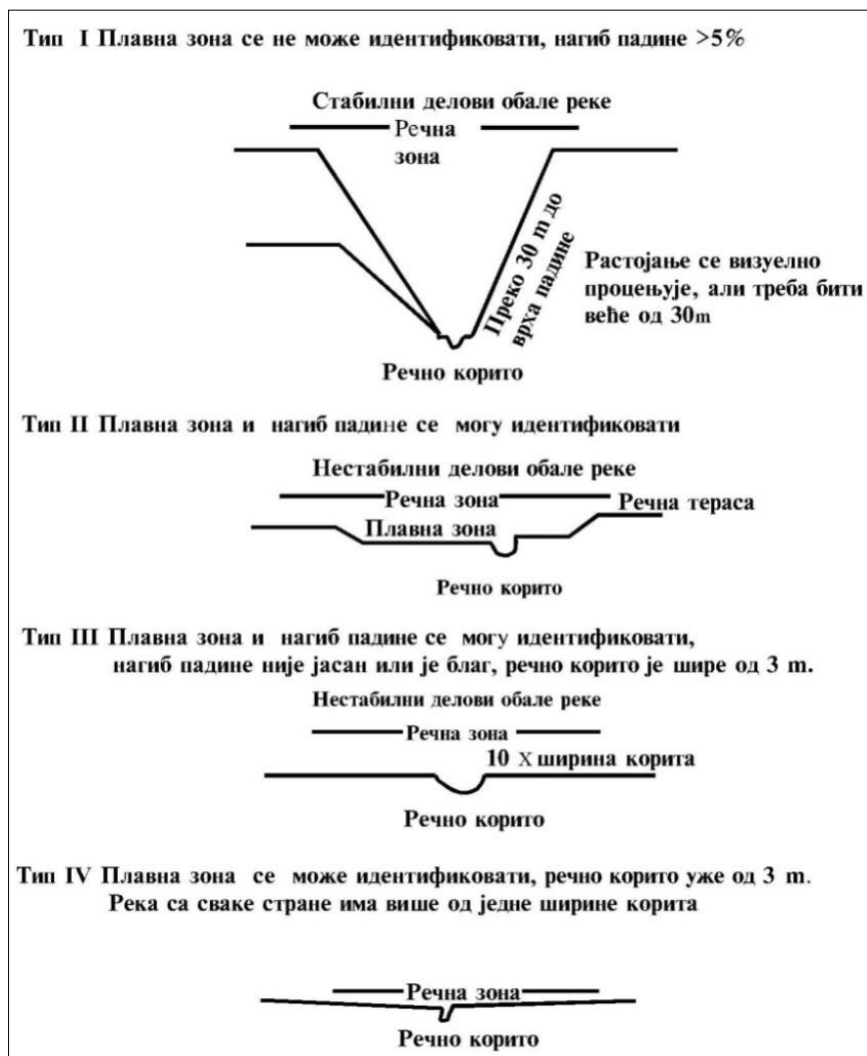 Тип I Плавна зона се не може идентификовати, нагиб падине >5%
Стабилни делови обале реке
Речна
зона
Преко 30 m до
врха падине
Растојање се визуелно
процењује, али треба бити
веће од 30m
Речно корито
Тип II Плавна зона и нагиб падине се могу идентификовати
Нестабилни делови обале реке
Речна зона
Речна тераса
Плавна зона
Речно корито
Тип III Плавна зона и нагиб падине се могу идентификовати,
нагиб падине није јасан или је благ, речно корито је шире од 3 m.
Нестабилни делови обале реке
Речна зона
10 X ширина корита
Речно корито
Тип IV Плавна зона се може идентификовати, речно корито уже од 3 m.
Река са сваке стране има више од једне ширине корита
Речна зона
Речно корито